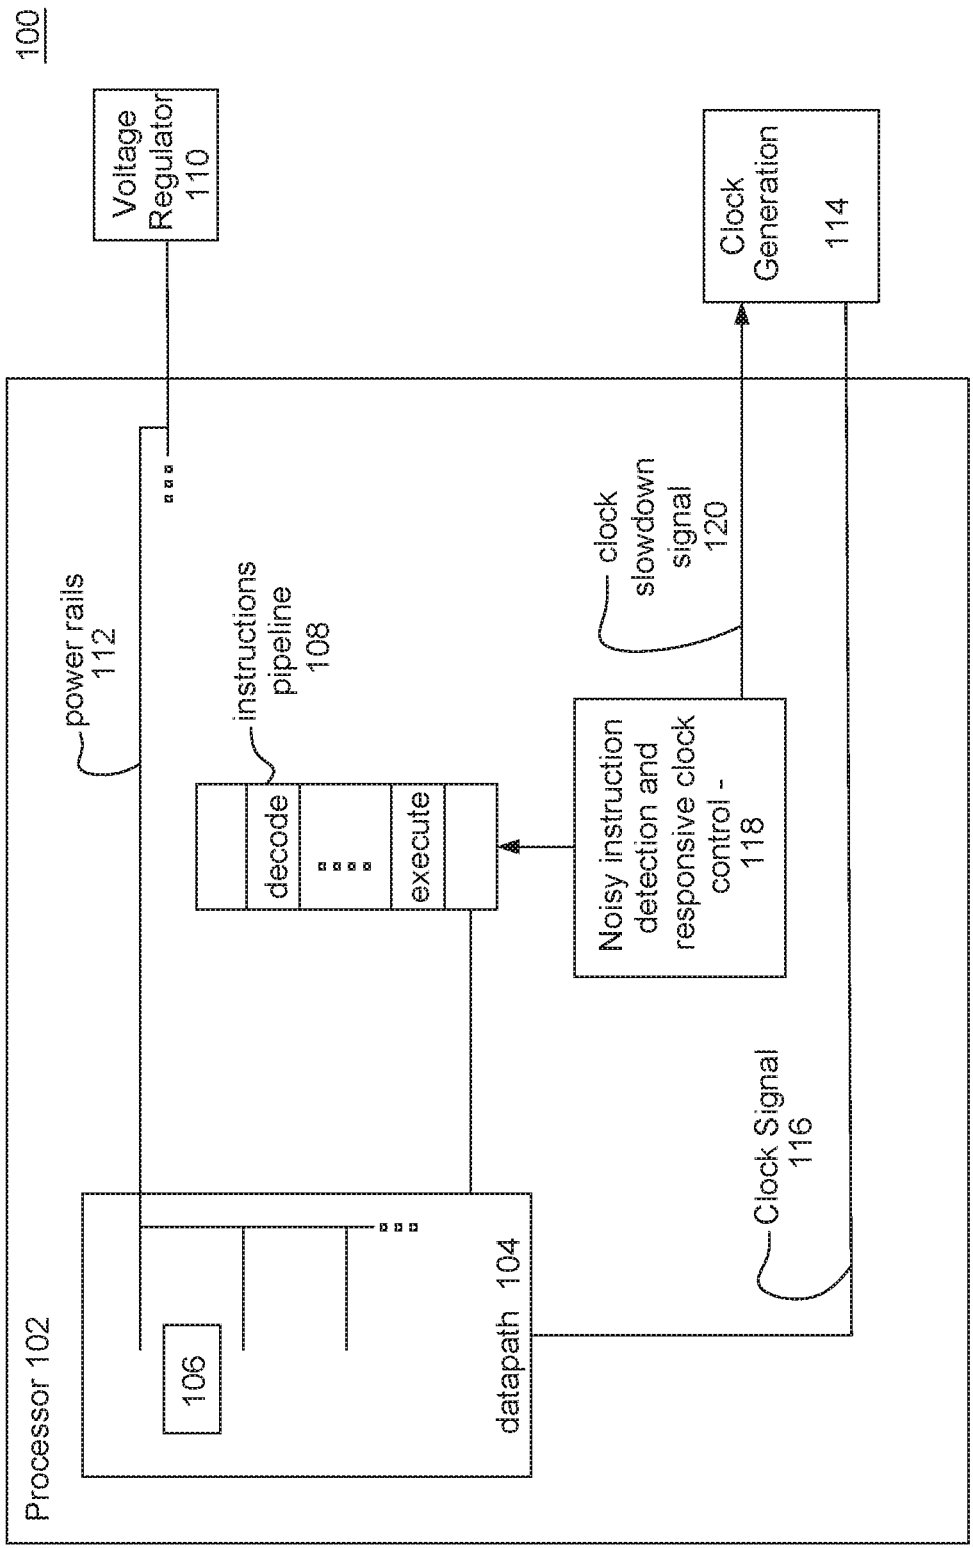 100
Processor 102
Voltage
Regulator
110
power rails
112
106
datapath 104
instructions
pipeline
108
decode
execute
Noisy instruction
detection and
responsive clock
control -
118
clock
slowdown
signal
120
Clock
Generation
114
Clock Signal
116